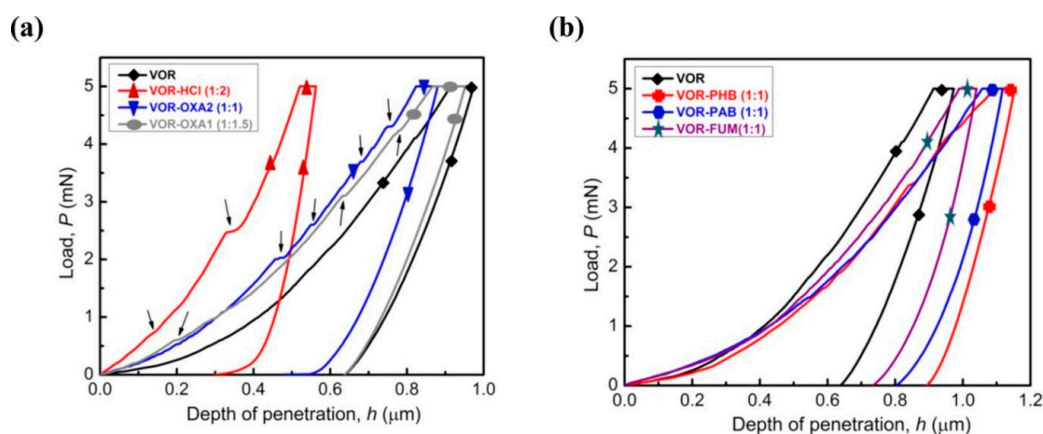 (a)
VOR
VOR-HCl (1:2)
VOR-OXA2 (1:1)
VOR-OXA1 (1:1.5)
Load, P (mN)
5
4
3
2
1
0
0.0
0.2
0.4
0.6
0.8
1.0
Depth of penetration, h (μm)
(b)
VOR
VOR-PHB (1:1)
VOR-PAB (1:1)
VOR-FUM(1:1)
Load, P (mN)
5
4
3
2
1
0
0.0
0.2
0.4
0.6
0.8
1.0
1.2
Depth of penetration, h (μm)